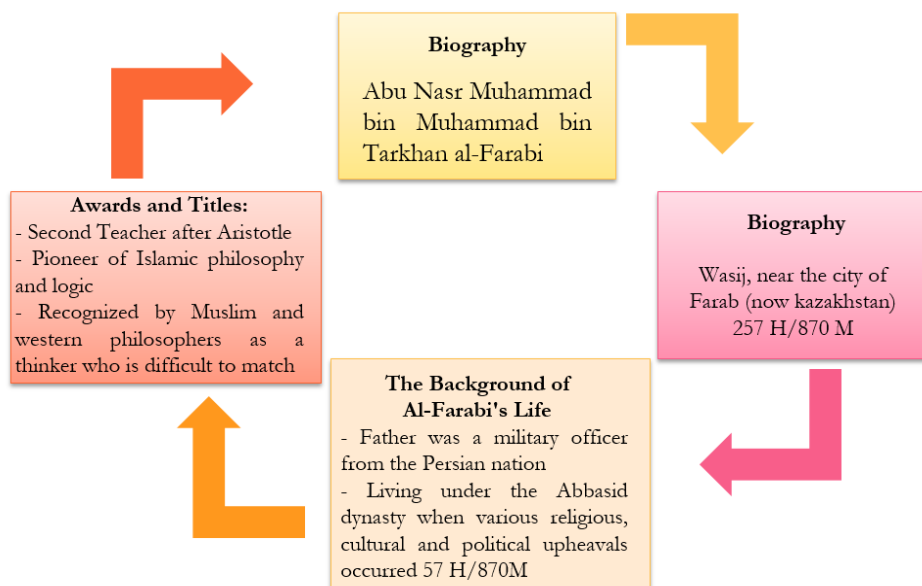 Biography
Abu Nasr Muhammad
bin Muhammad bin
Tarkhan al-Farabi
Biography
Wasij, near the city of
Farab (now kazakhstan)
257 H/870 M
The Background of
Al-Farabi's Life
- Father was a military officer
from the Persian nation
- Living under the Abbasid
dynasty when various religious,
cultural and political upheavals
occurred 57 H/870M
Awards and Titles:
- Second Teacher after Aristotle
- Pioneer of Islamic philosophy
and logic
- Recognized by Muslim and
western philosophers as a
thinker who is difficult to match